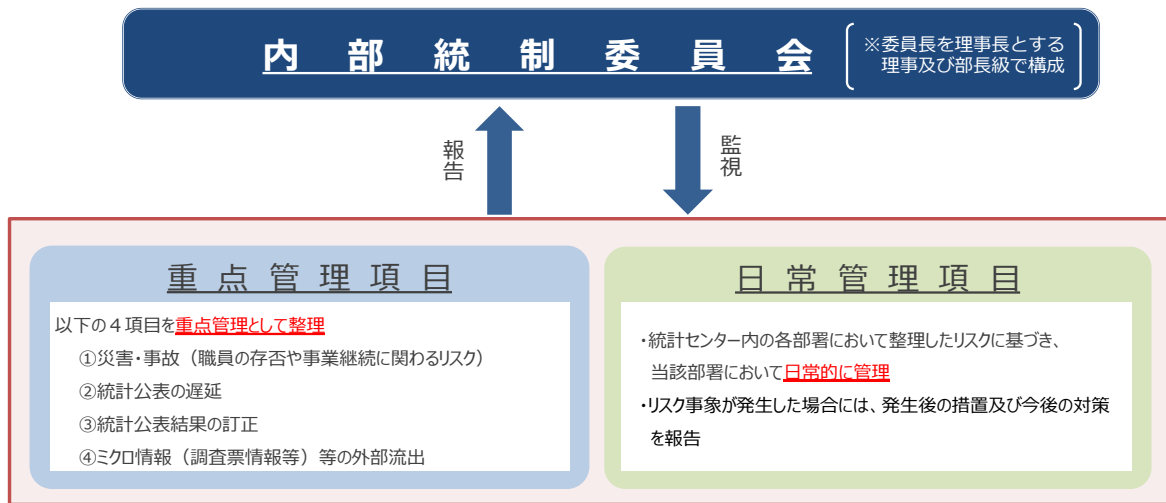 内部統制委員会
※委員長を理事長とする
理事及び部長級で構成
報告
監視
重点管理項目
以下の４項目を重点管理として整理
①災害・事故（職員の存否や事業継続に関わるリスク）
②統計公表の遅延
③統計公表結果の訂正
④ミクロ情報（調査票情報等）等の外部流出
日常管理項目
・統計センター内の各部署において整理したリスクに基づき、
当該部署において日常的に管理
・リスク事象が発生した場合には、発生後の措置及び今後の対策
を報告